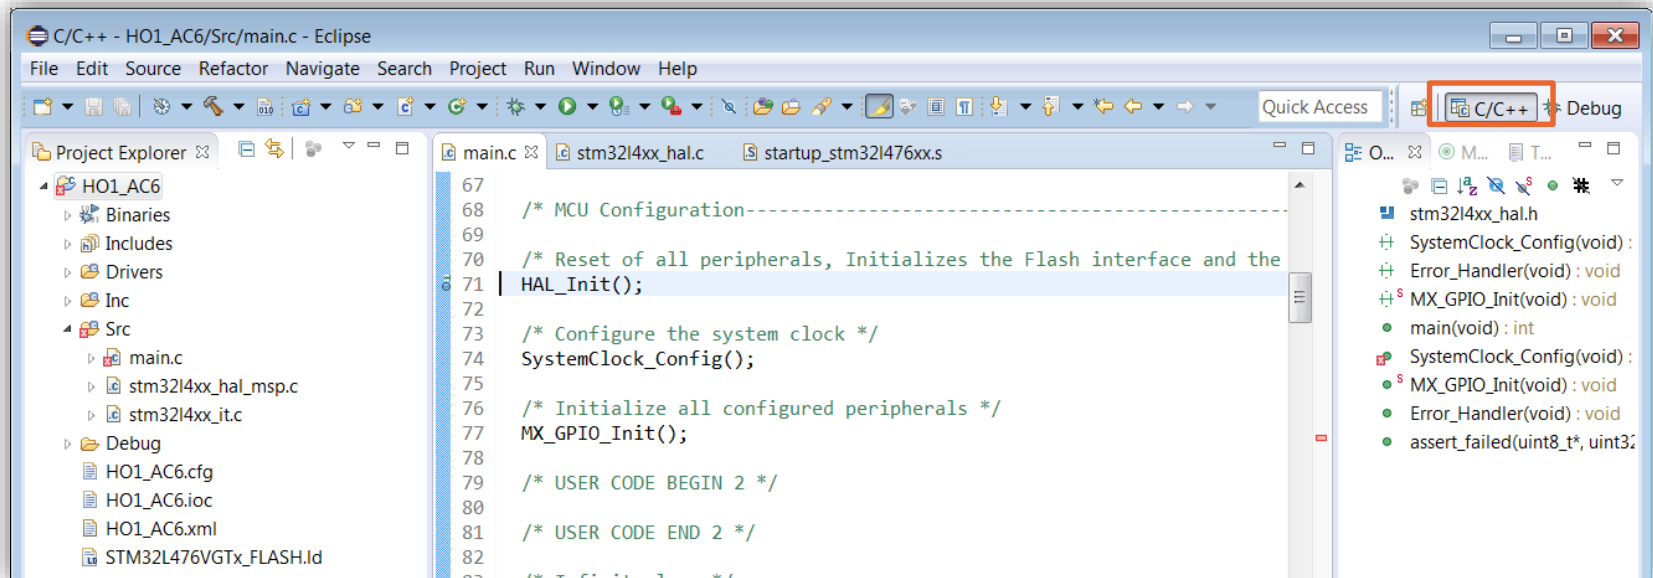 C/C++ - HO1_AC6/Src/main.c - Eclipse
File Edit Source Refactor Navigate Search Project Run Window Help
Quick Access
C/C++
Debug
Project Explorer
HO1_AC6
Binaries
Includes
Drivers
Inc
Src
main.c
stm32l4xx_hal_msp.c
stm32l4xx_it.c
Debug
HO1_AC6.cfg
HO1_AC6.ioc
HO1_AC6.xml
STM32L476VGTx_FLASH.ld
main.c stm32l4xx_hal.c startup_stm32l476xx.s
67
68 /* MCU Configuration--------------------------------------------------
69
70 /* Reset of all peripherals, Initializes the Flash interface and the
71 HAL_Init();
72
73 /* Configure the system clock */
74 SystemClock_Config();
75
76 /* Initialize all configured peripherals */
77 MX_GPIO_Init();
78
79 /* USER CODE BEGIN 2 */
80
81 /* USER CODE END 2 */
82
O... M... T...
stm32l4xx_hal.h
SystemClock_Config(void) :
Error_Handler(void) : void
MX_GPIO_Init(void) : void
main(void) : int
SystemClock_Config(void) :
MX_GPIO_Init(void) : void
Error_Handler(void) : void
assert_failed(uint8_t*, uint32